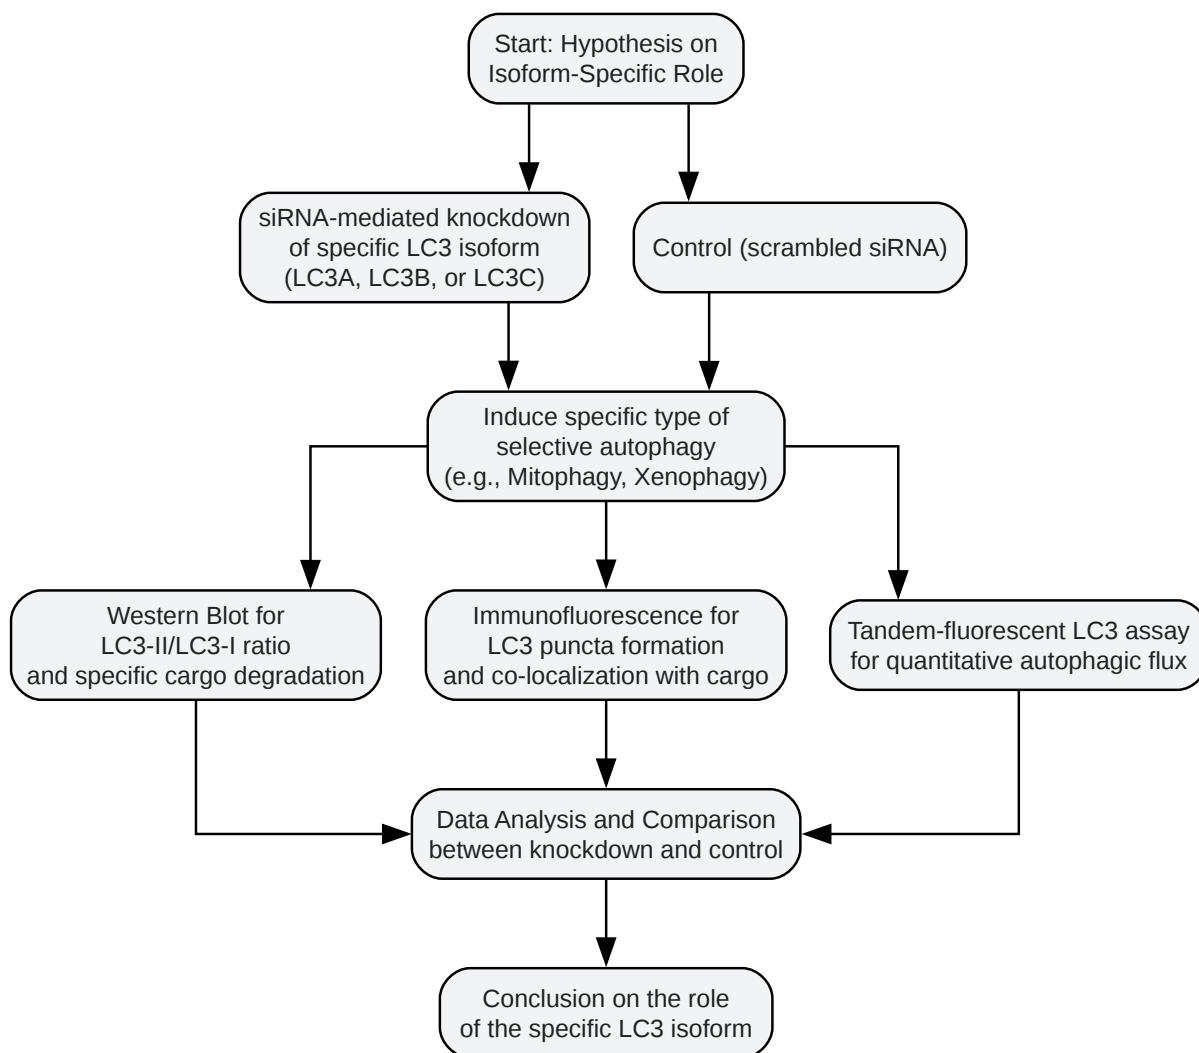 Start: Hypothesis on
Isoform-Specific Role
siRNA-mediated knockdown
of specific LC3 isoform
(LC3A, LC3B, or LC3C)
Control (scrambled siRNA)
Induce specific type of
selective autophagy
(e.g., Mitophagy, Xenophagy)
Western Blot for
LC3-II/LC3-I ratio
and specific cargo degradation
Immunofluorescence for
LC3 puncta formation
and co-localization with cargo
Tandem-fluorescent LC3 assay
for quantitative autophagic flux
Data Analysis and Comparison
between knockdown and control
Conclusion on the role
of the specific LC3 isoform